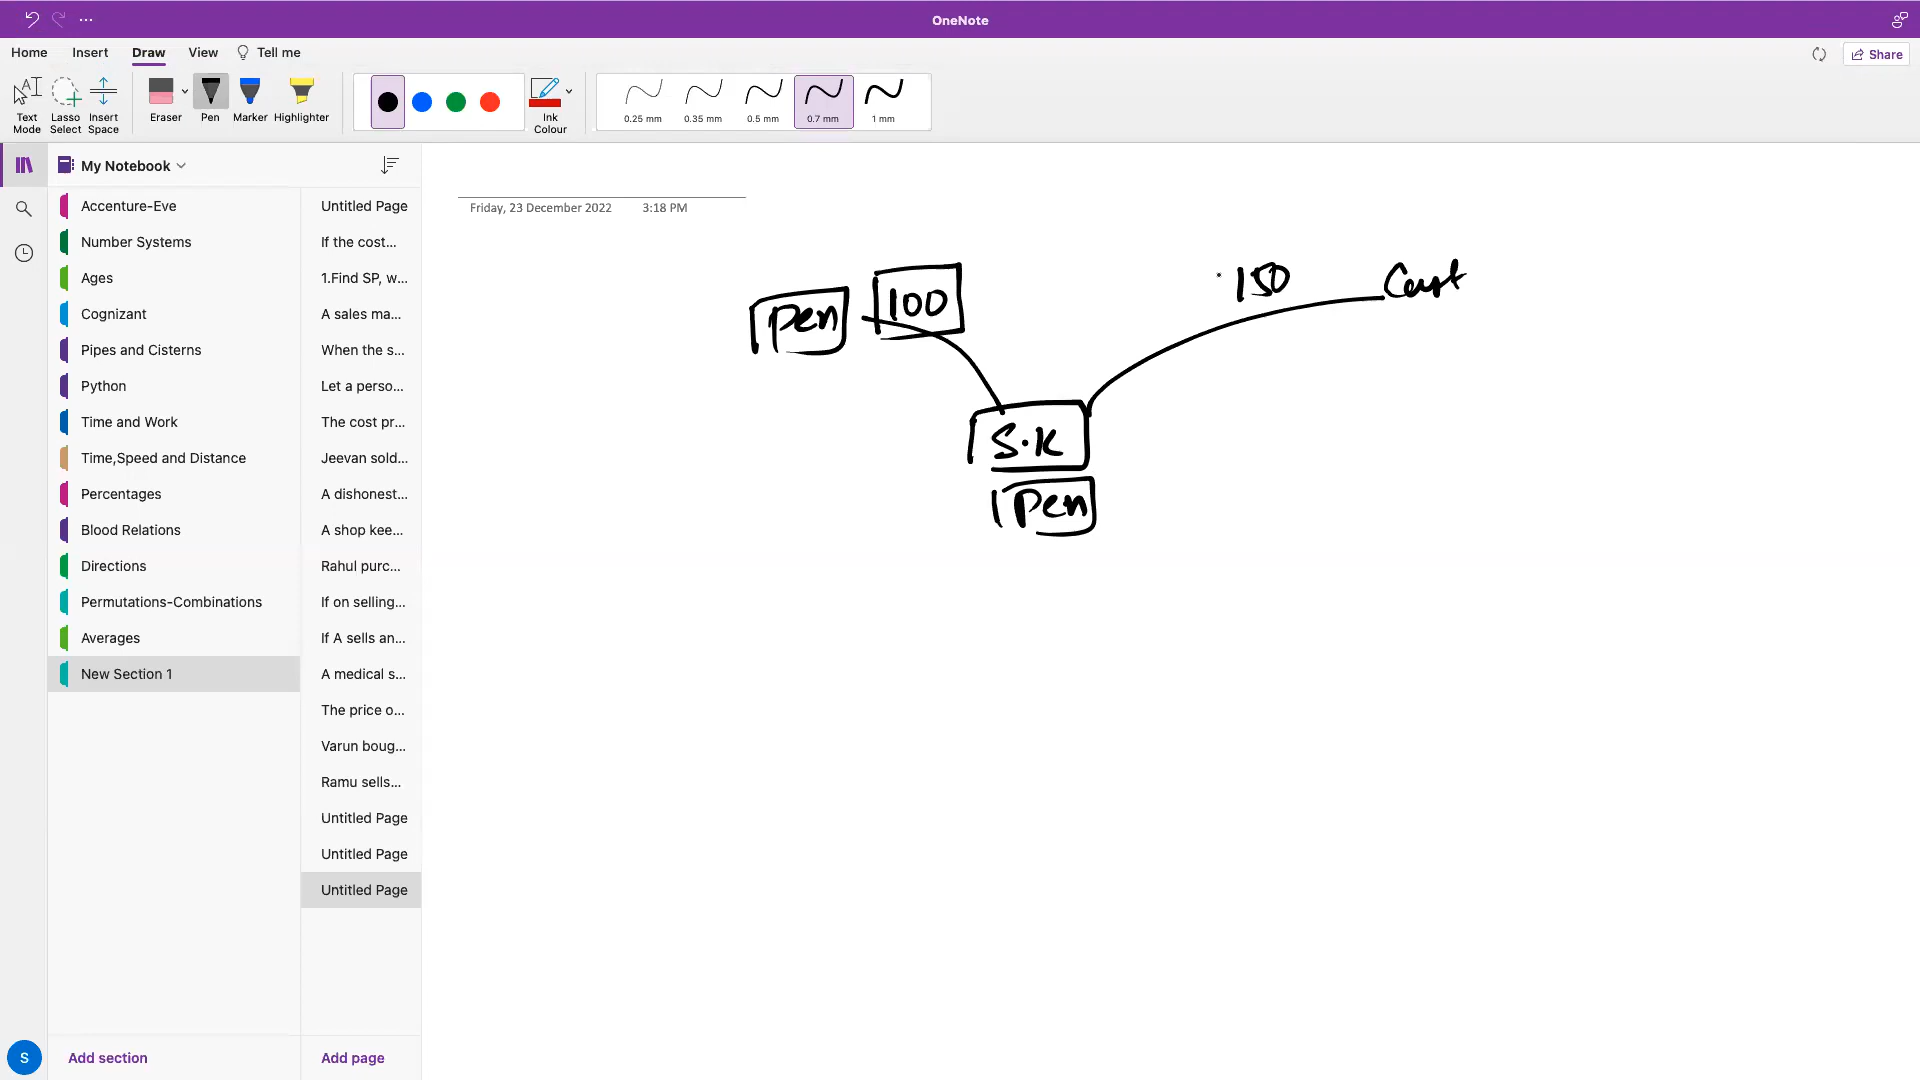 OneNote
Home Insert Draw View Tell me
Share
Text Mode
Lasso Select
Insert Space
Eraser
Pen
Marker
Highlighter
Ink Colour
0.25 mm
0.35 mm
0.5 mm
0.7 mm
1 mm
My Notebook
Accenture-Eve
Number Systems
Ages
Cognizant
Pipes and Cisterns
Python
Time and Work
Time,Speed and Distance
Percentages
Blood Relations
Directions
Permutations-Combinations
Averages
New Section 1
Add section
Untitled Page
If the cost...
1.Find SP, w...
A sales ma...
When the s...
Let a perso...
The cost pr...
Jeevan sold...
A dishonest...
A shop kee...
Rahul purc...
If on selling...
If A sells an...
A medical s...
The price o...
Varun boug...
Ramu sells...
Untitled Page
Untitled Page
Untitled Page
Add page
S
Friday, 23 December 2022 3:18 PM
Pen 100
150
S.K
Pen